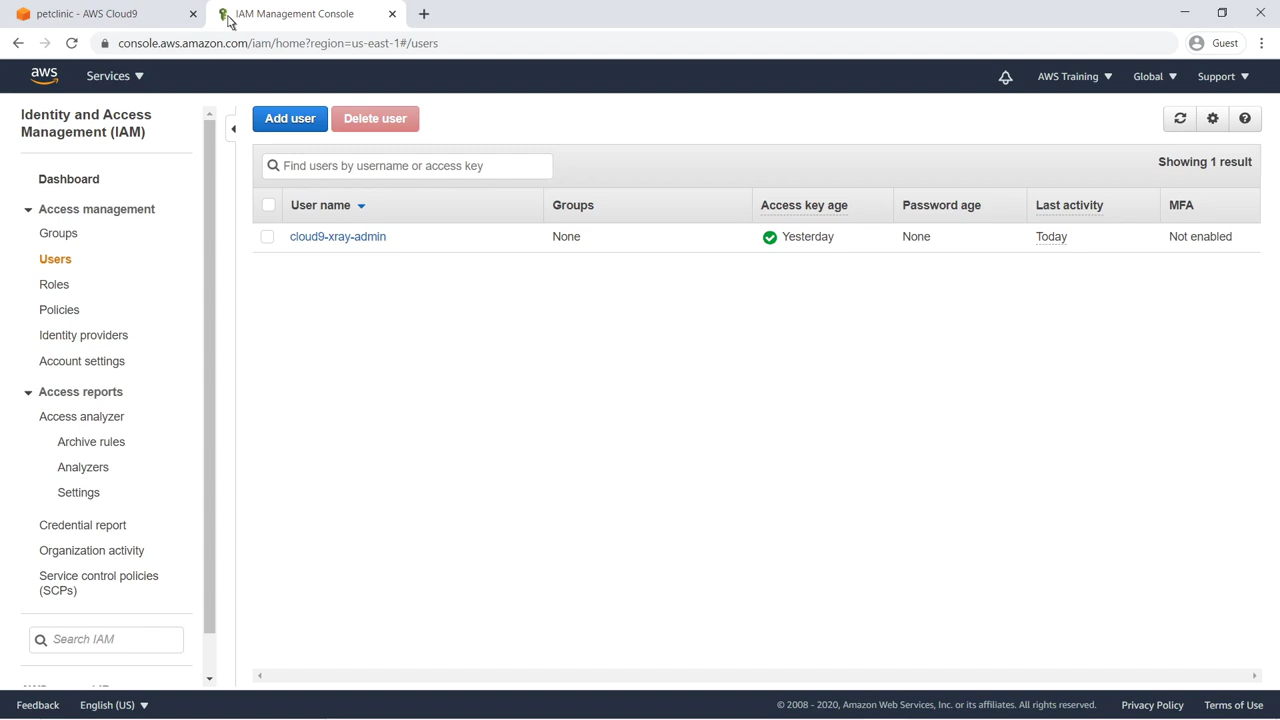 petclinic - AWS Cloud9
IAM Management Console
console.aws.amazon.com/iam/home?region=us-east-1#/users
Guest
aws
Services
AWS Training
Global
Support
Identity and Access
Management (IAM)
Dashboard
Access management
Groups
Users
Roles
Policies
Identity providers
Account settings
Access reports
Access analyzer
Archive rules
Analyzers
Settings
Credential report
Organization activity
Service control policies
(SCPs)
Search IAM
Add user
Delete user
Find users by username or access key
Showing 1 result
User name
Groups
Access key age
Password age
Last activity
MFA
cloud9-xray-admin
None
Yesterday
None
Today
Not enabled
Feedback
English (US)
© 2008 - 2020, Amazon Web Services, Inc. or its affiliates. All rights reserved.
Privacy Policy
Terms of Use